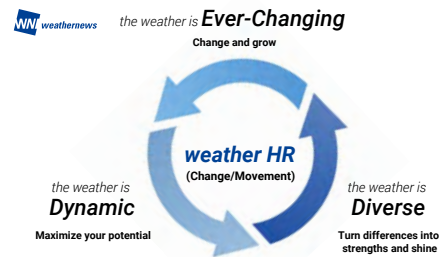 WNI weathernews
the weather is Ever-Changing
Change and grow
weather HR
(Change/Movement)
the weather is
Dynamic
Maximize your potential
the weather is
Diverse
Turn differences into
strengths and shine